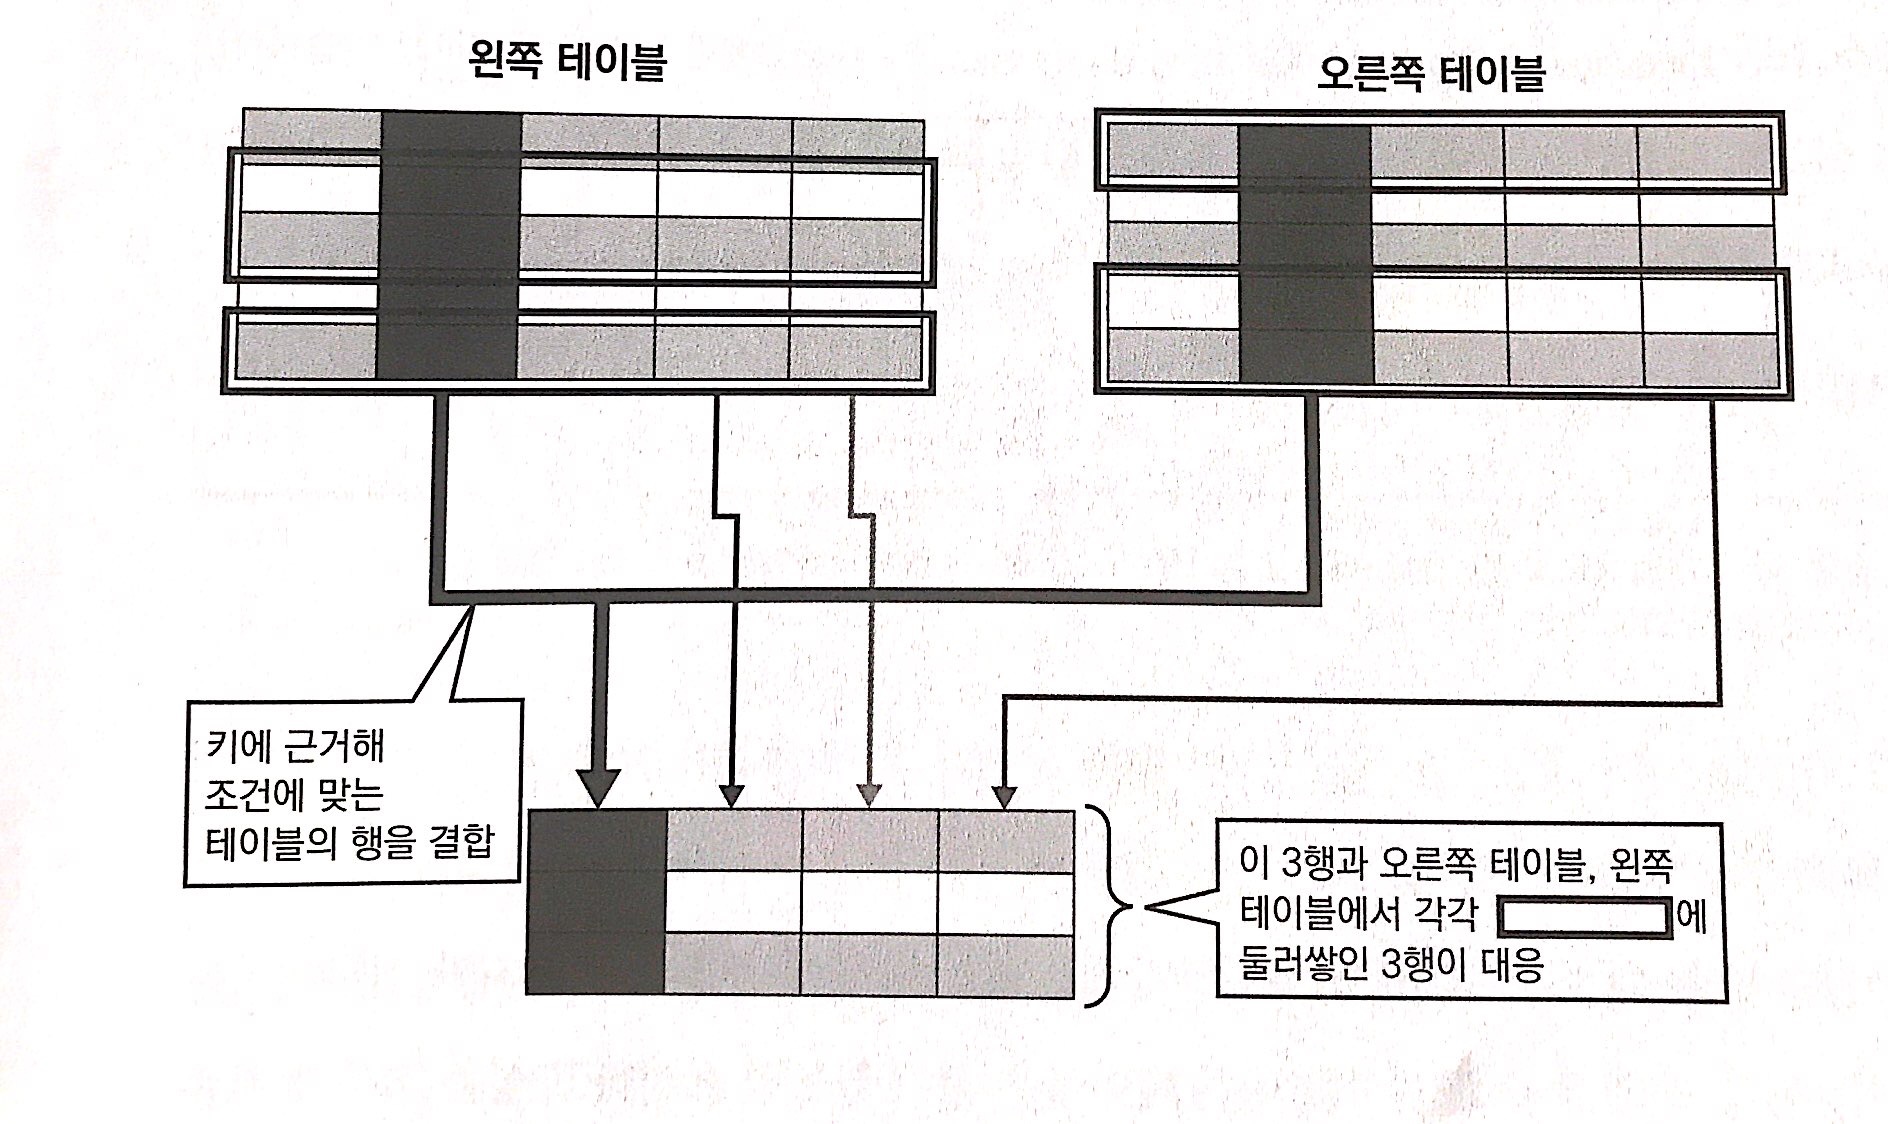 왼쪽 테이블
오른쪽 테이블
키에 근거해
조건에 맞는
테이블의 행을 결합
이 3행과 오른쪽 테이블, 왼쪽
테이블에서 각각 에
둘러쌓인 3행이 대응